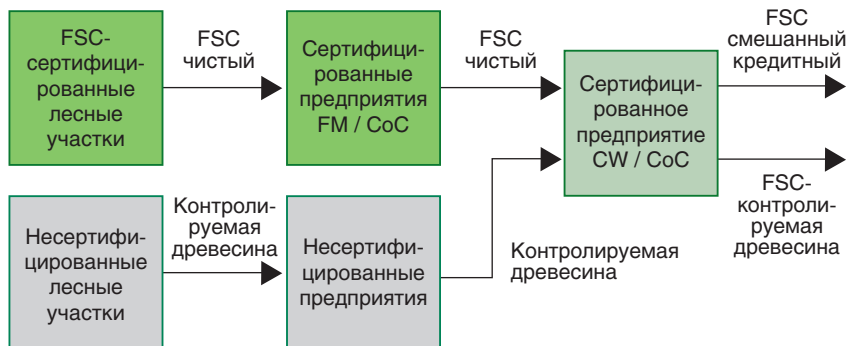 FSC-
сертифици-
рованные
лесные
участки
FSC
чистый
Сертифици-
рованные
предприятия
FM / CoC
FSC
чистый
Сертифици-
рованное
предприятие
CW / CoC
FSC
смешанный
кредитный
FSC-
контроли-
руемая
древесина
Несертифи-
цированные
лесные
участки
Контроли-
руемая
древесина
Несертифи-
цированные
предприятия
Контролируемая
древесина